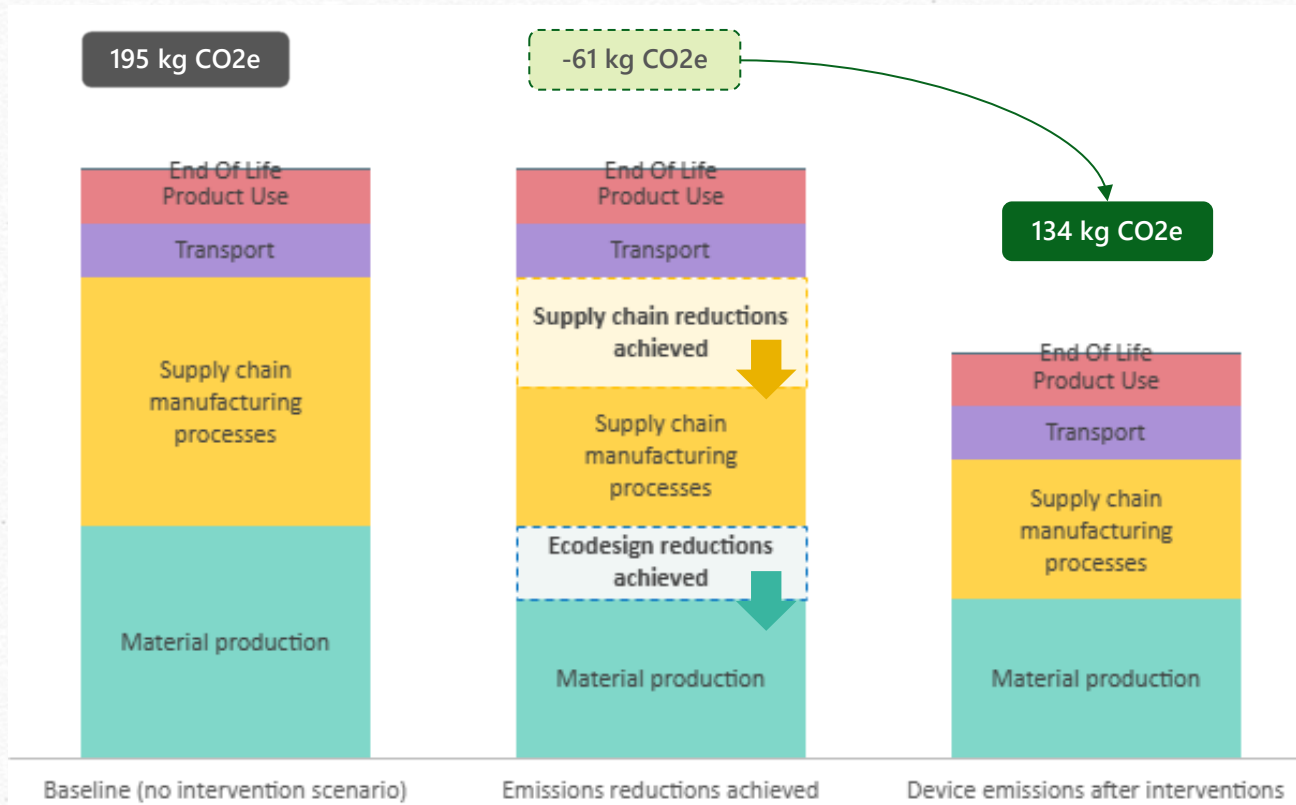 195 kg CO2e
-61 kg CO2e
134 kg CO2e
End Of Life
Product Use
Transport
Supply chain
manufacturing
processes
Material production
End Of Life
Product Use
Transport
Supply chain reductions
achieved
Supply chain
manufacturing
processes
Ecodesign reductions
achieved
Material production
End Of Life
Product Use
Transport
Supply chain
manufacturing
processes
Material production
Baseline (no intervention scenario)
Emissions reductions achieved
Device emissions after interventions